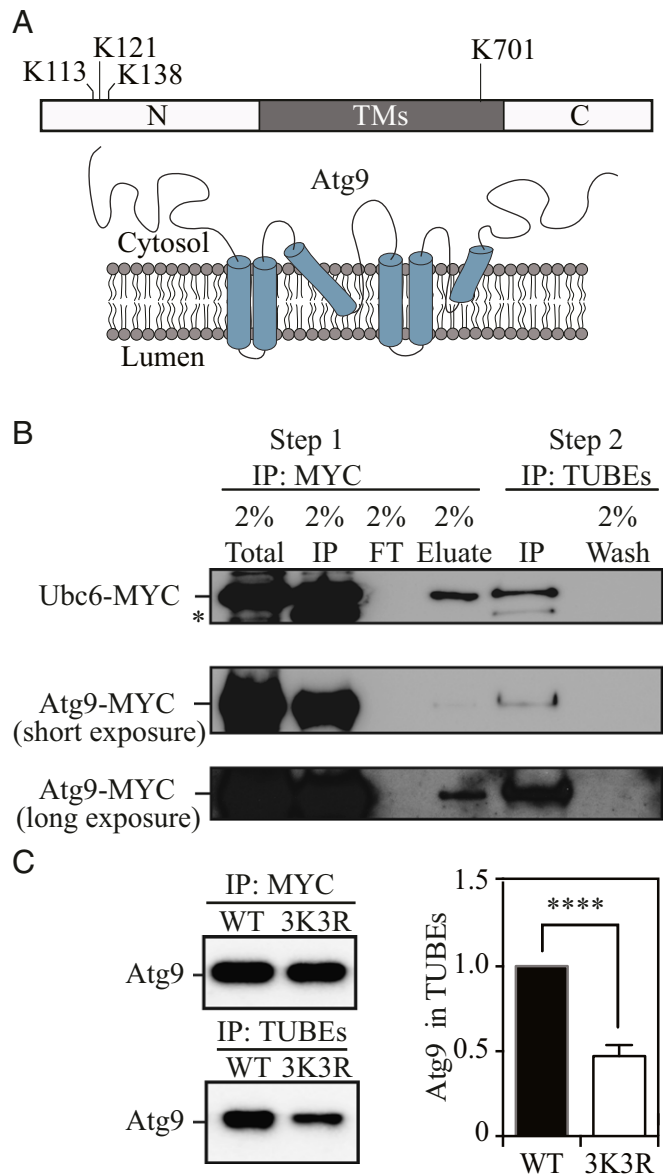 A
K121
K113 K138 K701
N TMs C
Atg9
Cytosol
Lumen
B
Step 1 Step 2
IP: MYC IP: TUBEs
2% 2% 2% 2% 2%
Total IP FT Eluate IP Wash
Ubc6-MYC
*
Atg9-MYC
(short exposure)
Atg9-MYC
(long exposure)
C
IP: MYC
WT 3K3R
Atg9
IP: TUBEs
WT 3K3R
Atg9
Atg9 in TUBEs
1.5
1.0
0.5
0
****
WT 3K3R